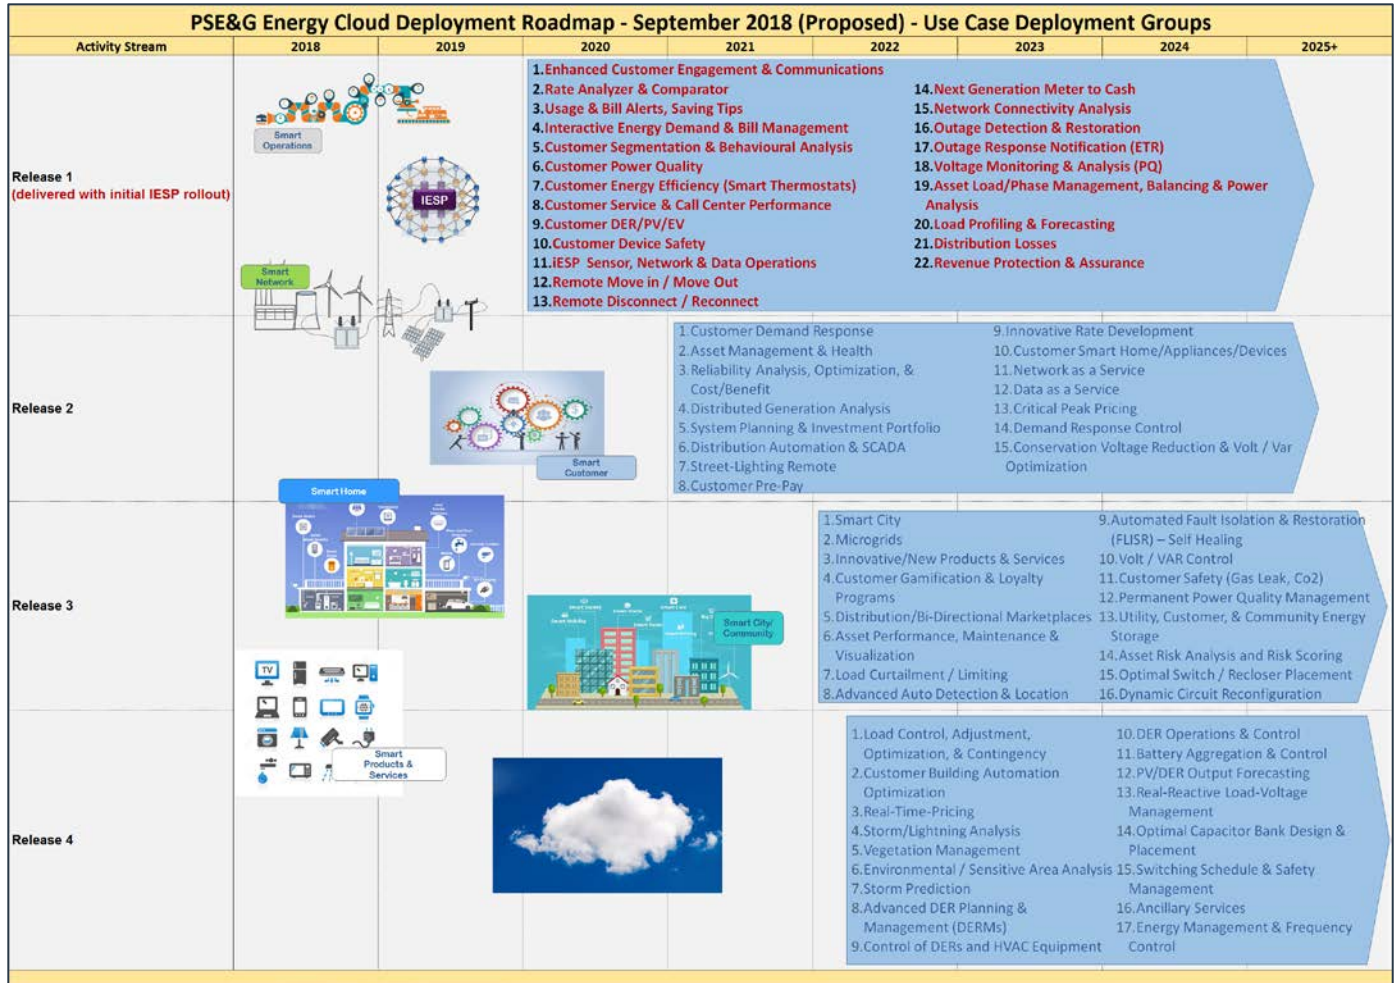 PSE&G Energy Cloud Deployment Roadmap - September 2018 (Proposed) - Use Case Deployment Groups
Activity Stream 2018 2019 2020 2021 2022 2023 2024 2025+
Release 1
(delivered with initial IESP rollout)
Smart
Operations
IESP
Smart
Network
1.Enhanced Customer Engagement & Communications
2.Rate Analyzer & Comparator
3.Usage & Bill Alerts, Saving Tips
4.Interactive Energy Demand & Bill Management
5.Customer Segmentation & Behavioural Analysis
6.Customer Power Quality
7.Customer Energy Efficiency (Smart Thermostats)
8.Customer Service & Call Center Performance
9.Customer DER/PV/EV
10.Customer Device Safety
11.iESP Sensor, Network & Data Operations
12.Remote Move in / Move Out
13.Remote Disconnect / Reconnect
14.Next Generation Meter to Cash
15.Network Connectivity Analysis
16.Outage Detection & Restoration
17.Outage Response Notification (ETR)
18.Voltage Monitoring & Analysis (PQ)
19.Asset Load/Phase Management, Balancing & Power
Analysis
20.Load Profiling & Forecasting
21.Distribution Losses
22.Revenue Protection & Assurance
Release 2
Smart
Customer
1.Customer Demand Response
2.Asset Management & Health
3.Reliability Analysis, Optimization, &
Cost/Benefit
4.Distributed Generation Analysis
5.System Planning & Investment Portfolio
6.Distribution Automation & SCADA
7.Street-Lighting Remote
8.Customer Pre-Pay
9.Innovative Rate Development
10.Customer Smart Home/Appliances/Devices
11.Network as a Service
12.Data as a Service
13.Critical Peak Pricing
14.Demand Response Control
15.Conservation Voltage Reduction & Volt / Var
Optimization
Release 3
Smart Home
Smart City/
Community
1.Smart City
2.Microgrids
3.Innovative/New Products & Services
4.Customer Gamification & Loyalty
Programs
5.Distribution/Bi-Directional Marketplaces
6.Asset Performance, Maintenance &
Visualization
7.Load Curtailment / Limiting
8.Advanced Auto Detection & Location
9.Automated Fault Isolation & Restoration
(FLISR) – Self Healing
10.Volt / VAR Control
11.Customer Safety (Gas Leak, Co2)
12.Permanent Power Quality Management
13.Utility, Customer, & Community Energy
Storage
14.Asset Risk Analysis and Risk Scoring
15.Optimal Switch / Recloser Placement
16.Dynamic Circuit Reconfiguration
Release 4
TV
Smart
Products &
Services
1.Load Control, Adjustment,
Optimization, & Contingency
2.Customer Building Automation
Optimization
3.Real-Time-Pricing
4.Storm/Lightning Analysis
5.Vegetation Management
6.Environmental / Sensitive Area Analysis
7.Storm Prediction
8.Advanced DER Planning &
Management (DERMs)
9.Control of DERs and HVAC Equipment
10.DER Operations & Control
11.Battery Aggregation & Control
12.PV/DER Output Forecasting
13.Real-Reactive Load-Voltage
Management
14.Optimal Capacitor Bank Design &
Placement
15.Switching Schedule & Safety
Management
16.Ancillary Services
17.Energy Management & Frequency
Control